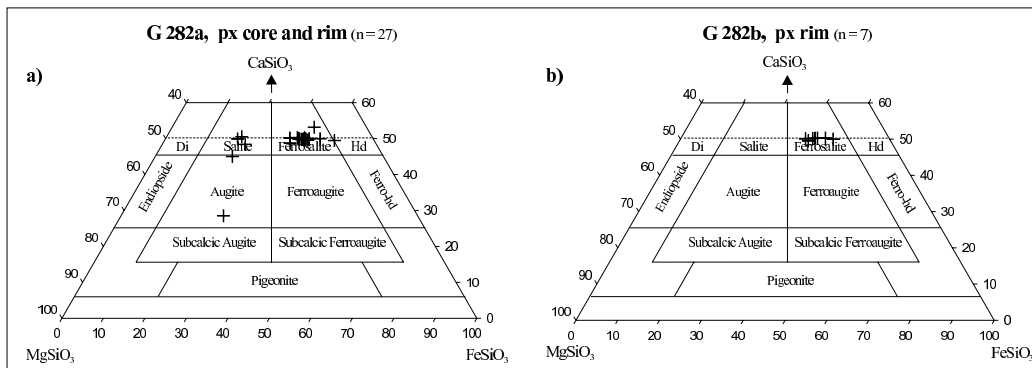 G 282a, px core and rim (n = 27)
CaSiO3
a)
40 60
50 50
Di Salite Ferrosalite Hd
60 40
Endiopside Augite Ferroaugite Ferro-hd
70 30
Subcalcic Augite Subcalcic Ferroaugite
80 20
Pigeonite
90 10
100 0
0 10 20 30 40 50 60 70 80 90 100
MgSiO3 FeSiO3
G 282b, px rim (n = 7)
CaSiO3
b)
40 60
50 50
Di Salite Ferrosalite Hd
60 40
Endiopside Augite Ferroaugite Ferro-hd
70 30
Subcalcic Augite Subcalcic Ferroaugite
80 20
Pigeonite
90 10
100 0
0 10 20 30 40 50 60 70 80 90 100
MgSiO3 FeSiO3